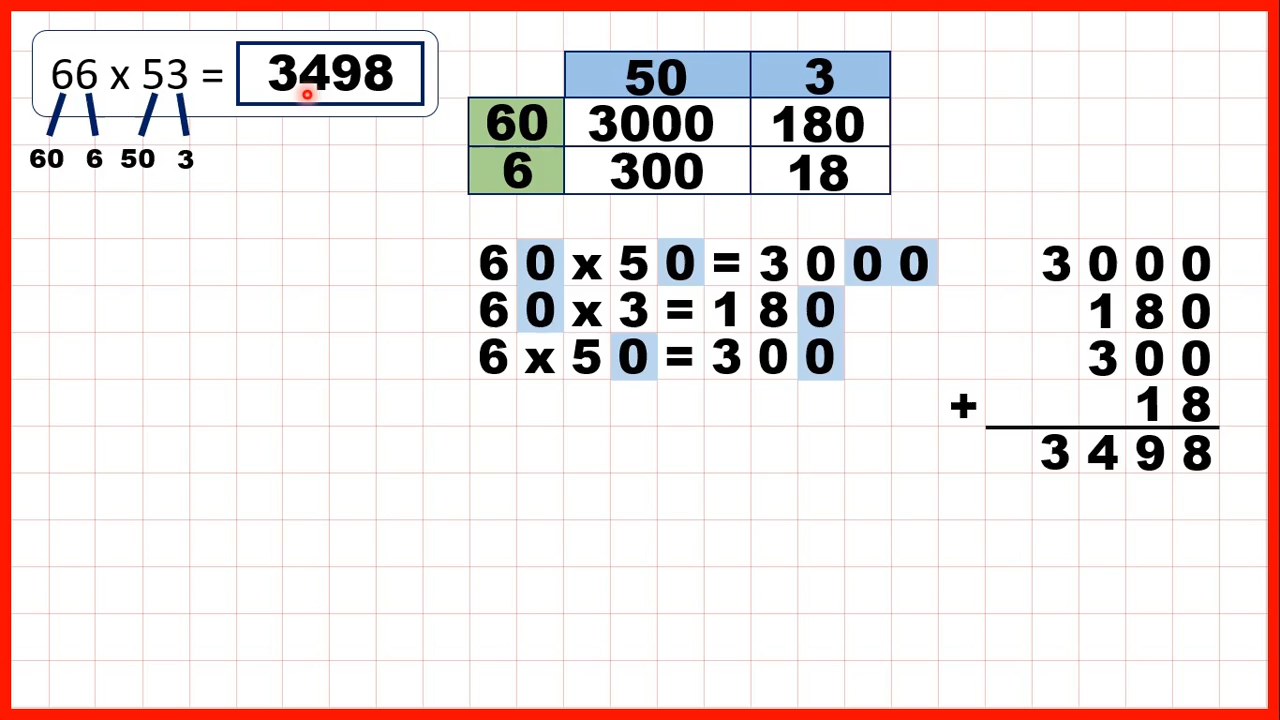 66 x 53 = 3498
60 6 50 3
50 3
60 3000 180
6 300 18
60 x 50 = 3000
60 x 3 = 180
6 x 50 = 300
3000
180
300
+ 18
3498